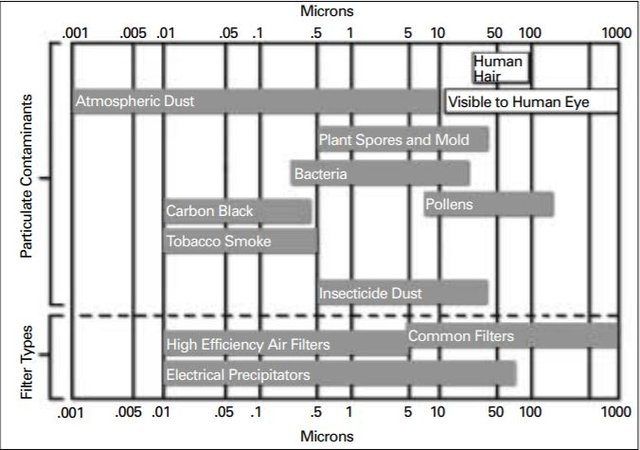 Microns
.001 .005 .01 .05 .1 .5 1 5 10 50 100 1000
Particulate Contaminants
Human
Hair
Atmospheric Dust
Visible to Human Eye
Plant Spores and Mold
Bacteria
Carbon Black
Pollens
Tobacco Smoke
Insecticide Dust
Filter Types
Common Filters
High Efficiency Air Filters
Electrical Precipitators
.001 .005 .01 .05 .1 .5 1 5 10 50 100 1000
Microns